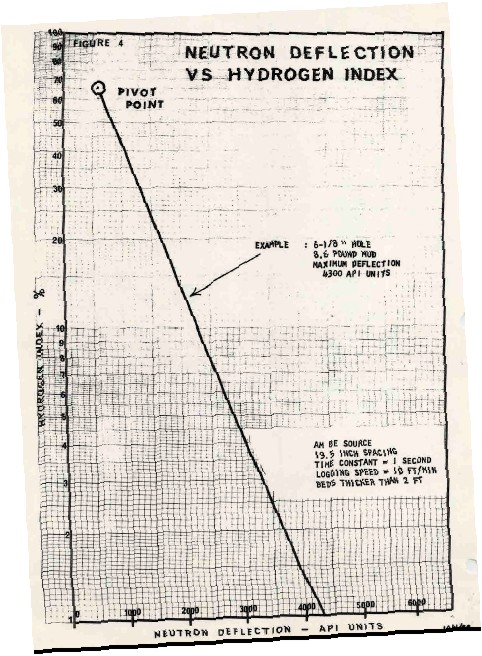 FIGURE 4
NEUTRON DEFLECTION
VS HYDROGEN INDEX
PIVOT
POINT
EXAMPLE : 6-1/8 " HOLE
8.6 POUND MUD
MAXIMUM DEFLECTION
4300 API UNITS
AM BE SOURCE
19.5 INCH SPACING
TIME CONSTANT = 1 SECOND
LOGGING SPEED = 10 FT/MIN
BEDS THICKER THAN 2 FT
HYDROGEN INDEX - %
100
90
80
70
60
50
40
30
20
10
9
8
7
6
5
4
3
2
1
0 1000 2000 3000 4000 5000 6000
NEUTRON DEFLECTION - API UNITS